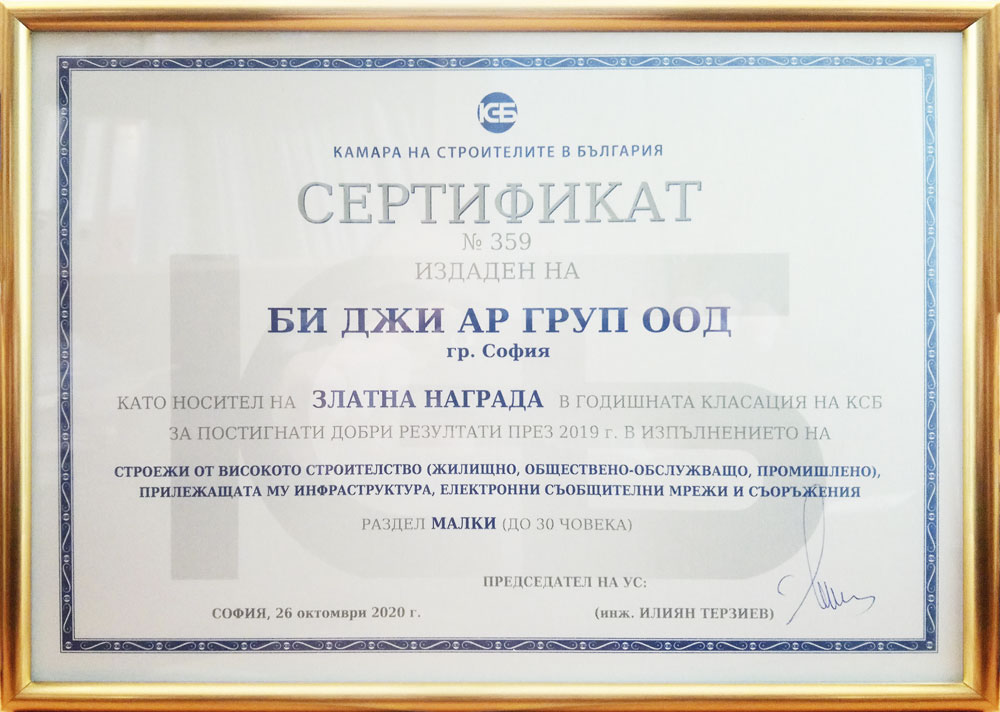 КСБ
КАМАРА НА СТРОИТЕЛИТЕ В БЪЛГАРИЯ
СЕРТИФИКАТ
№ 359
ИЗДАДЕН НА
БИ ДЖИ АР ГРУП ООД
гр. София
КАТО НОСИТЕЛ НА ЗЛАТНА НАГРАДА В ГОДИШНАТА КЛАСАЦИЯ НА КСБ
ЗА ПОСТИГНАТИ ДОБРИ РЕЗУЛТАТИ ПРЕЗ 2019 г. В ИЗПЪЛНЕНИЕТО НА
СТРОЕЖИ ОТ ВИСОКОТО СТРОИТЕЛСТВО (ЖИЛИЩНО, ОБЩЕСТВЕНО-ОБСЛУЖВАЩО, ПРОМИШЛЕНО),
ПРИЛЕЖАЩАТА МУ ИНФРАСТРУКТУРА, ЕЛЕКТРОННИ СЪОБЩИТЕЛНИ МРЕЖИ И СЪОРЪЖЕНИЯ
РАЗДЕЛ МАЛКИ (ДО 30 ЧОВЕКА)
ПРЕДСЕДАТЕЛ НА УС:
СОФИЯ, 26 октомври 2020 г. (инж. ИЛИЯН ТЕРЗИЕВ)